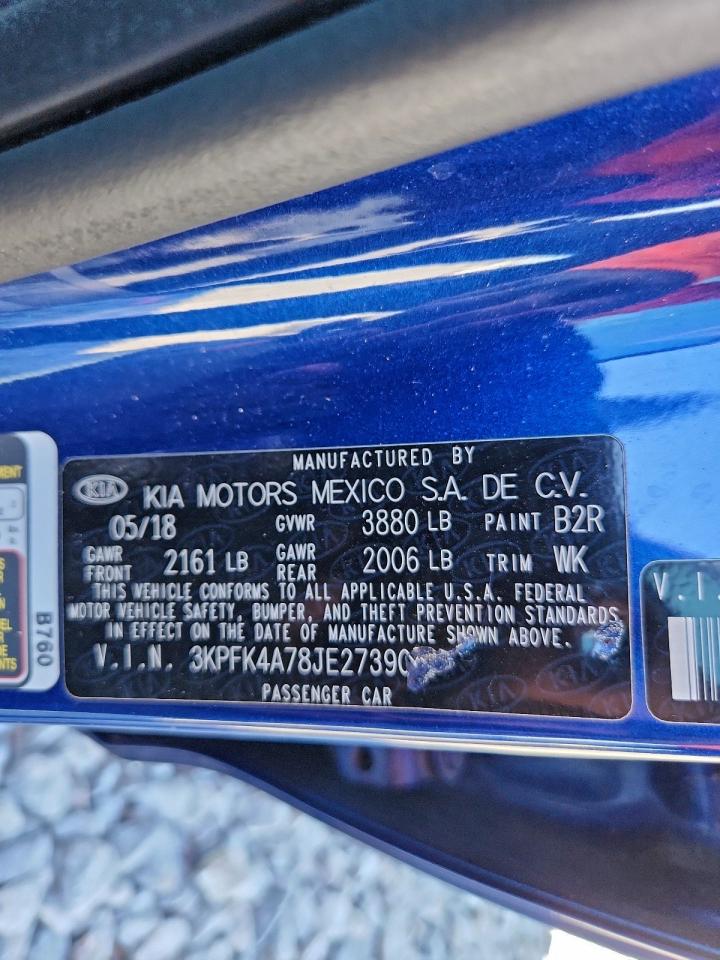 MANUFACTURED BY
KIA KIA MOTORS MEXICO S.A. DE C.V.
05/18 GVWR 3880 LB PAINT B2R
GAWR FRONT 2161 LB GAWR REAR 2006 LB TRIM WK
THIS VEHICLE CONFORMS TO ALL APPLICABLE U.S.A. FEDERAL
MOTOR VEHICLE SAFETY, BUMPER, AND THEFT PREVENTION STANDARDS
IN EFFECT ON THE DATE OF MANUFACTURE SHOWN ABOVE.
V.I.N. 3KPFK4A78JE27390
PASSENGER CAR
B760
V.I.